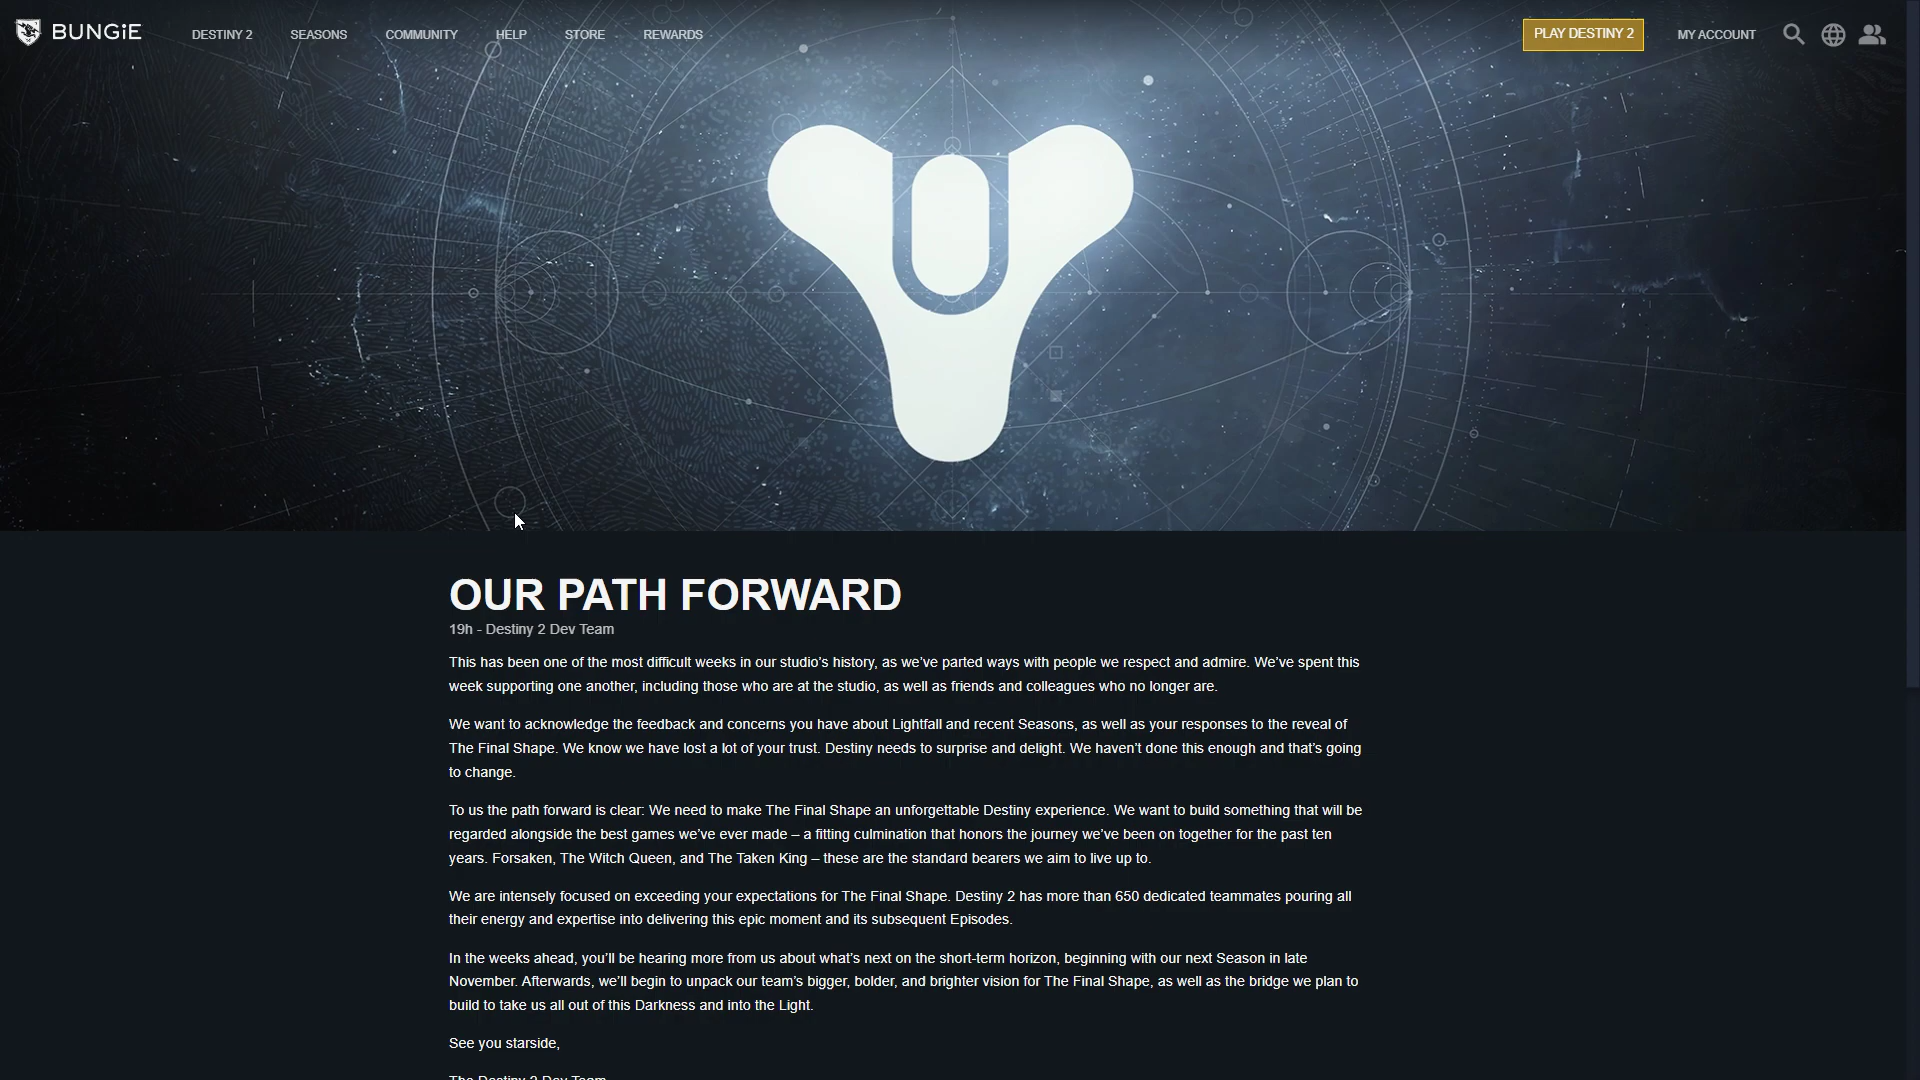 BUNGiE
DESTINY 2 SEASONS COMMUNITY HELP STORE REWARDS PLAY DESTINY 2 MY ACCOUNT
OUR PATH FORWARD
19h - Destiny 2 Dev Team
This has been one of the most difficult weeks in our studio’s history, as we’ve parted ways with people we respect and admire. We’ve spent this
week supporting one another, including those who are at the studio, as well as friends and colleagues who no longer are.
We want to acknowledge the feedback and concerns you have about Lightfall and recent Seasons, as well as your responses to the reveal of
The Final Shape. We know we have lost a lot of your trust. Destiny needs to surprise and delight. We haven’t done this enough and that’s going
to change.
To us the path forward is clear: We need to make The Final Shape an unforgettable Destiny experience. We want to build something that will be
regarded alongside the best games we’ve ever made – a fitting culmination that honors the journey we’ve been on together for the past ten
years. Forsaken, The Witch Queen, and The Taken King – these are the standard bearers we aim to live up to.
We are intensely focused on exceeding your expectations for The Final Shape. Destiny 2 has more than 650 dedicated teammates pouring all
their energy and expertise into delivering this epic moment and its subsequent Episodes.
In the weeks ahead, you’ll be hearing more from us about what’s next on the short-term horizon, beginning with our next Season in late
November. Afterwards, we’ll begin to unpack our team’s bigger, bolder, and brighter vision for The Final Shape, as well as the bridge we plan to
build to take us all out of this Darkness and into the Light.
See you starside,
The Destiny 2 Dev Team